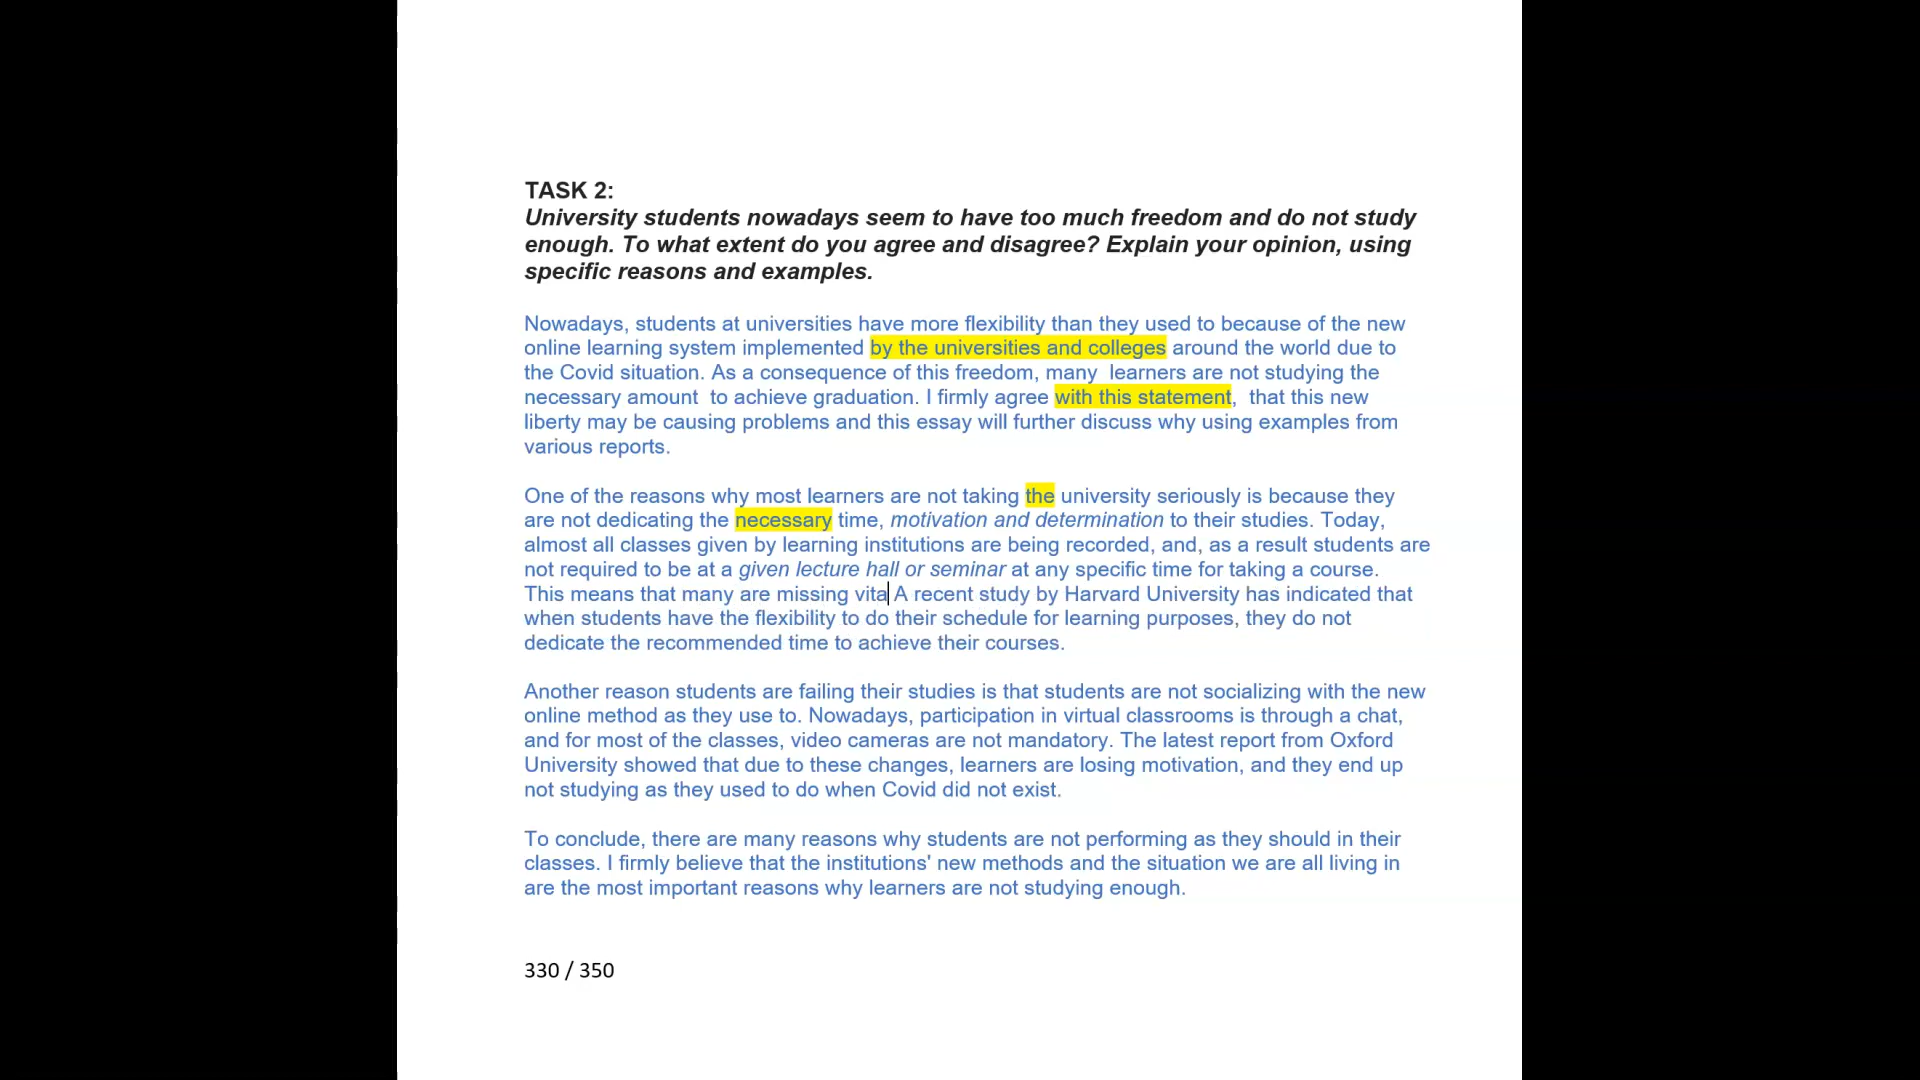 TASK 2:
University students nowadays seem to have too much freedom and do not study
enough. To what extent do you agree and disagree? Explain your opinion, using
specific reasons and examples.
Nowadays, students at universities have more flexibility than they used to because of the new
online learning system implemented by the universities and colleges around the world due to
the Covid situation. As a consequence of this freedom, many  learners are not studying the
necessary amount  to achieve graduation. I firmly agree with this statement,  that this new
liberty may be causing problems and this essay will further discuss why using examples from
various reports.
One of the reasons why most learners are not taking the university seriously is because they
are not dedicating the necessary time, motivation and determination to their studies. Today,
almost all classes given by learning institutions are being recorded, and, as a result students are
not required to be at a given lecture hall or seminar at any specific time for taking a course.
This means that many are missing vita A recent study by Harvard University has indicated that
when students have the flexibility to do their schedule for learning purposes, they do not
dedicate the recommended time to achieve their courses.
Another reason students are failing their studies is that students are not socializing with the new
online method as they use to. Nowadays, participation in virtual classrooms is through a chat,
and for most of the classes, video cameras are not mandatory. The latest report from Oxford
University showed that due to these changes, learners are losing motivation, and they end up
not studying as they used to do when Covid did not exist.
To conclude, there are many reasons why students are not performing as they should in their
classes. I firmly believe that the institutions' new methods and the situation we are all living in
are the most important reasons why learners are not studying enough.
330 / 350